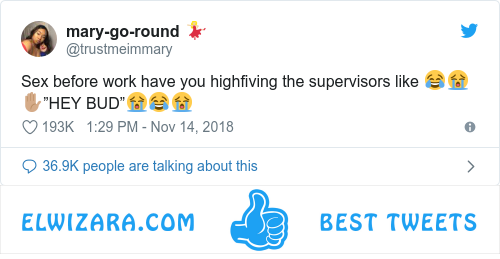 mary-go-round 💃
@trustmeimmary
Sex before work have you highfiving the supervisors like 😂😭
✋🏽”HEY BUD”😭😂😭
193K 1:29 PM - Nov 14, 2018
36.9K people are talking about this
ELWIZARA.COM BEST TWEETS